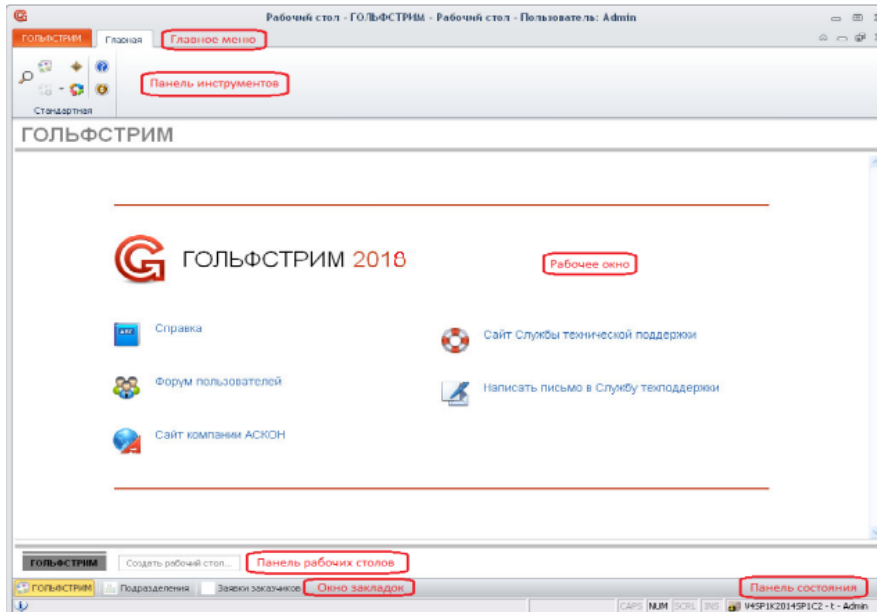 Рабочий стол - ГОЛЬФСТРИМ - Рабочий стол - Пользователь: Admin
ГОЛЬФСТРИМ Главная Главное меню
Панель инструментов
Стандартная
ГОЛЬФСТРИМ
ГОЛЬФСТРИМ 2018
Рабочее окно
Справка
Сайт Службы технической поддержки
Форум пользователей
Написать письмо в Службу техподдержки
Сайт компании АСКОН
ГОЛЬФСТРИМ Создать рабочий стол... Панель рабочих столов
ГОЛЬФСТРИМ Подразделения Заявки заказчиков Окно закладок Панель состояния
CAPS NUM SCRL INS V4SP1K2014SP1C2 - t - Admin